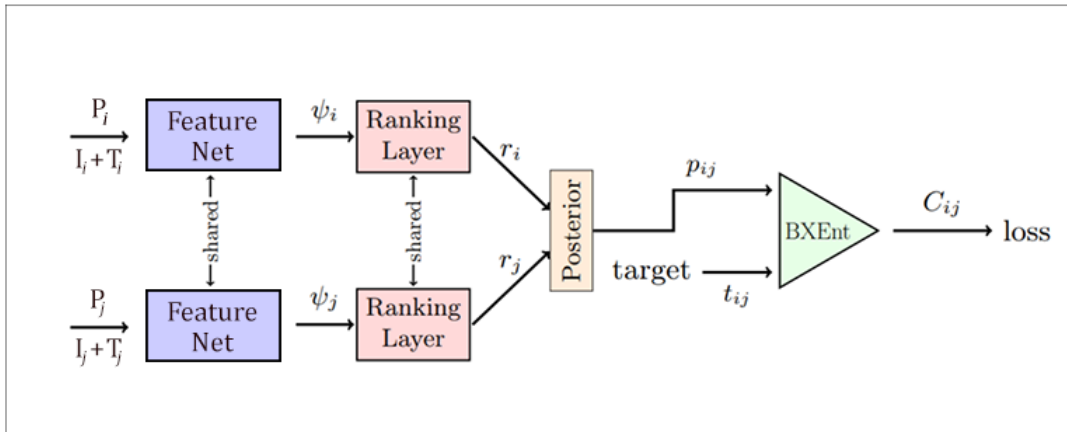 P_i
I_i + T_i
Feature
Net
ψ_i
Ranking
Layer
r_i
shared
shared
P_j
I_j + T_j
Feature
Net
ψ_j
Ranking
Layer
r_j
Posterior
p_ij
target
t_ij
BXEnt
C_ij
loss